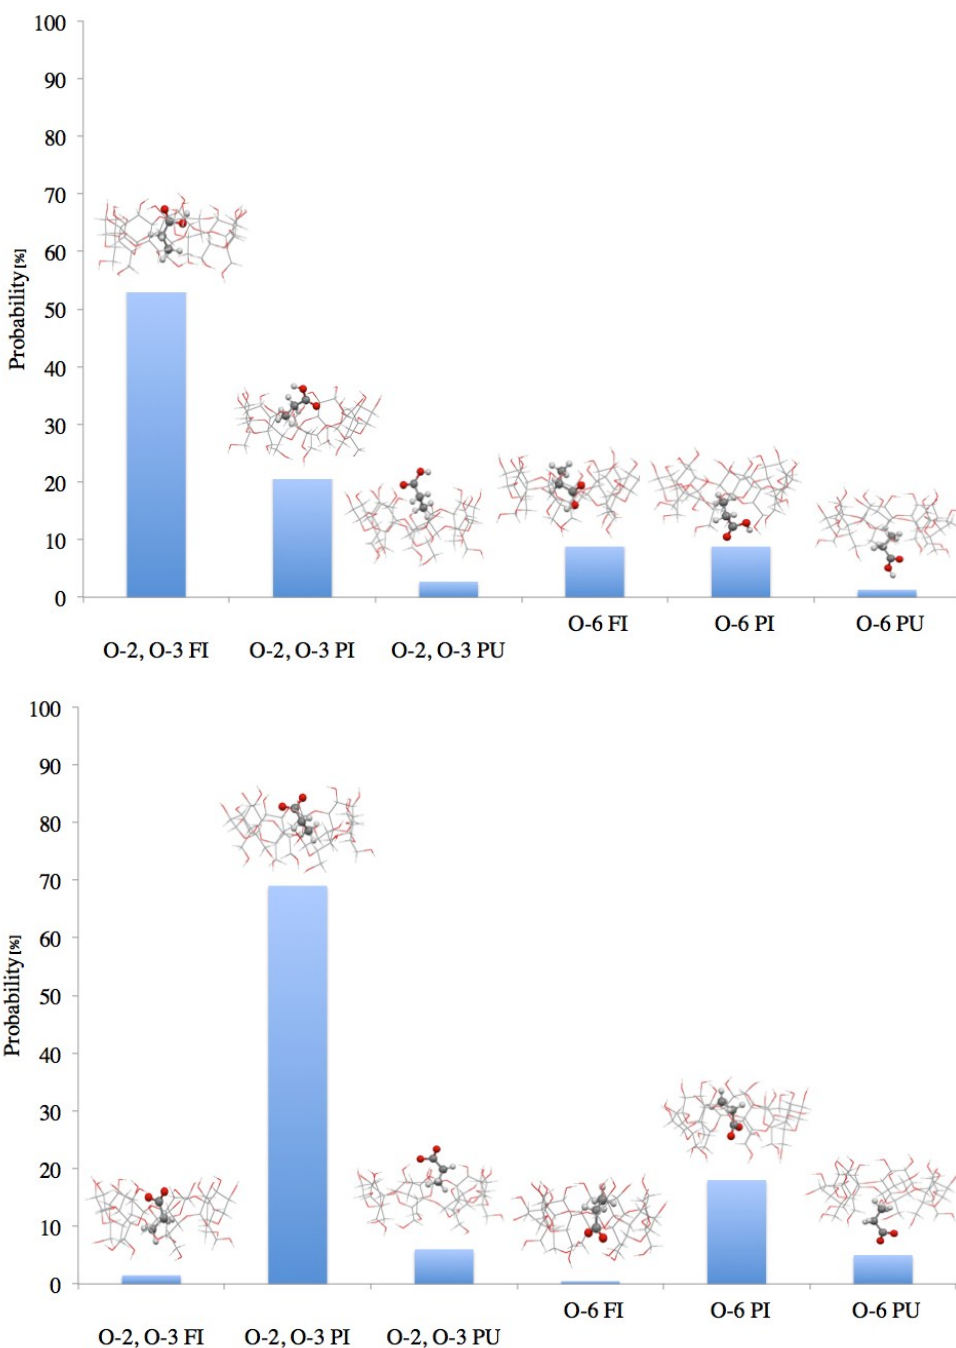 100
90
80
70
60
50
40
30
20
10
0
Probability [%]
O-2, O-3 FI
O-2, O-3 PI
O-2, O-3 PU
O-6 FI
O-6 PI
O-6 PU
100
90
80
70
60
50
40
30
20
10
0
Probability [%]
O-2, O-3 FI
O-2, O-3 PI
O-2, O-3 PU
O-6 FI
O-6 PI
O-6 PU